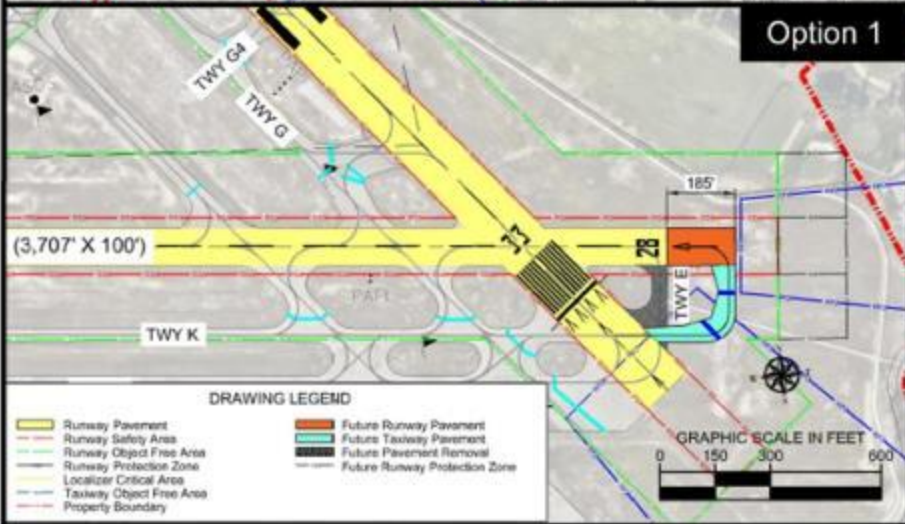 Option 1
TWY G4
TWY G
185'
(3,707' X 100')
33
28
TWY E
PAPI
TWY K
DRAWING LEGEND
Runway Pavement
Runway Safety Area
Runway Object Free Area
Runway Protection Zone
Localizer Critical Area
Taxiway Object Free Area
Property Boundary
Future Runway Pavement
Future Taxiway Pavement
Future Pavement Removal
Future Runway Protection Zone
GRAPHIC SCALE IN FEET
0 150 300 600